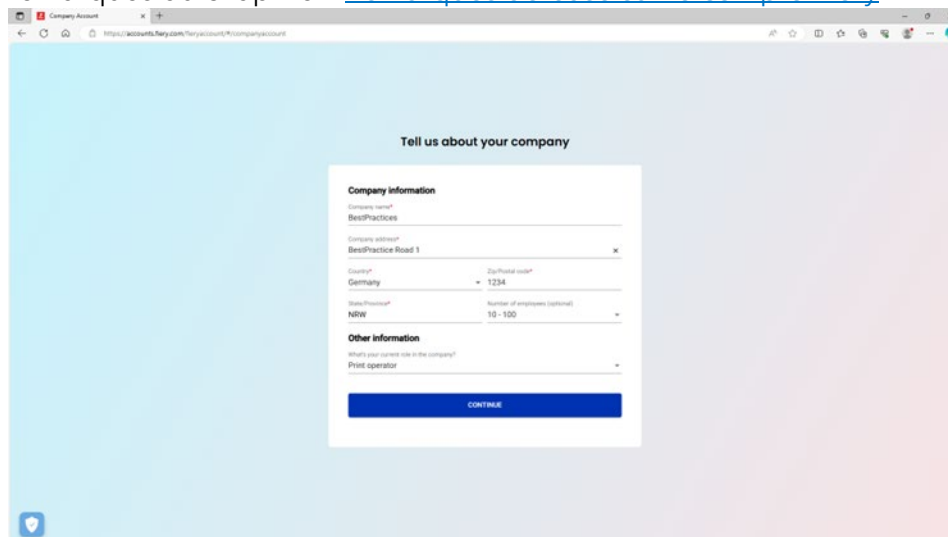 Company Account
https://accounts.fiery.com/fieryaccount/#/companyaccount
Tell us about your company
Company information
Company name*
BestPractices
Company address*
BestPractice Road 1
Country* Zip/Postal code*
Germany 1234
State/Province* Number of employees (optional)
NRW 10 - 100
Other information
What's your current role in the company?
Print operator
CONTINUE